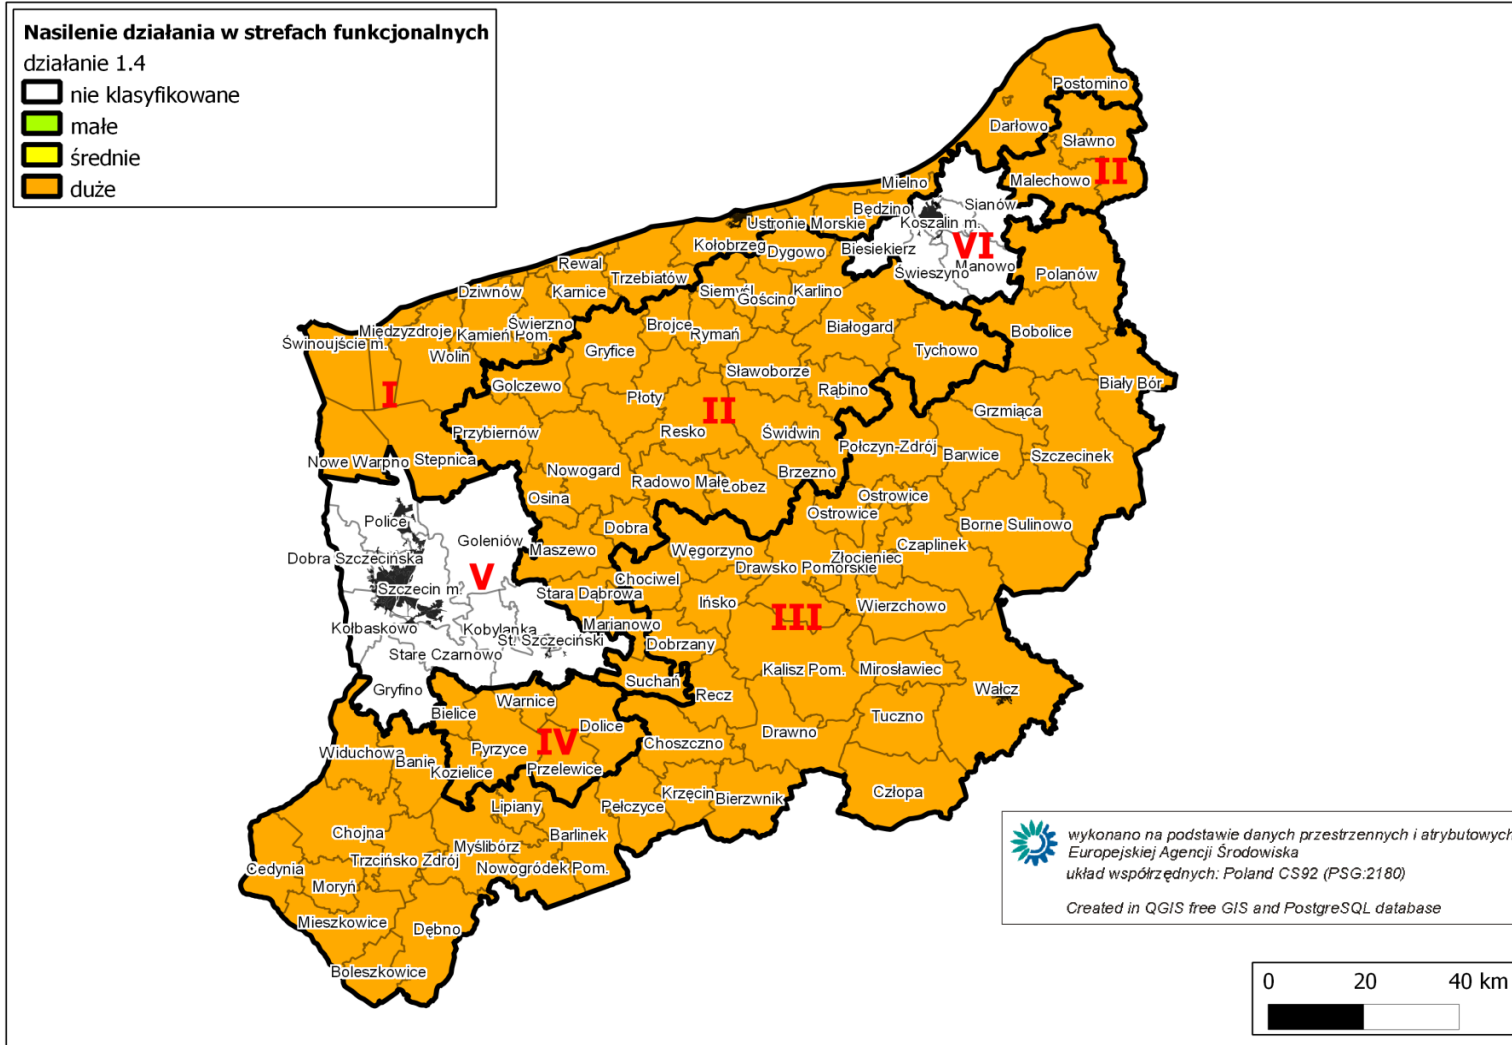 Nasilenie działania w strefach funkcjonalnych
działanie 1.4
nie klasyfikowane
małe
średnie
duże
Postomino
Darłowo
Sławno
II
Malechowo
Mielno
Sianów
Będzino
Ustronie Morskie
Koszalin m.
Kołobrzeg
Dygowo
Biesiekierz
VI
Rewal
Świeszyno
Manowo
Polanów
Trzebiatów
Dziwnów
Karnice
Siemyśl
Gościno
Karlino
Międzyzdroje
Świerzno
Kamień Pom.
Brojce
Rymań
Białogard
Bobolice
Świnoujście m.
Wolin
Gryfice
Tychowo
Sławoborze
Golczewo
Biały Bór
I
Płoty
II
Rąbino
Grzmiąca
Przybiernów
Resko
Świdwin
Połczyn-Zdrój
Barwice
Szczecinek
Nowe Warpno
Stepnica
Nowogard
Radowo Małe
Łobez
Brzezno
Osina
Ostrowice
Ostrowice
Police
Dobra
Borne Sulinowo
Goleniów
Maszewo
Węgorzyno
Czaplinek
Dobra Szczecińska
Złocieniec
Drawsko Pomorskie
V
Chociwel
Szczecin m.
Stara Dąbrowa
Ińsko
III
Wierzchowo
Kołbaskowo
Kobylanka
Marianowo
St. Szczeciński
Dobrzany
Stare Czarnowo
Kalisz Pom.
Mirosławiec
Gryfino
Suchań
Recz
Wałcz
Warnice
Bielice
Dolice
Tuczno
Widuchowa
Pyrzyce
IV
Choszczno
Drawno
Banie
Kozielice
Przelewice
Krzęcin
Bierzwnik
Człopa
Lipiany
Pełczyce
Chojna
Barlinek
Myślibórz
Trzcińsko Zdrój
Cedynia
Nowogródek Pom.
Moryń
Mieszkowice
Dębno
Boleszkowice
wykonano na podstawie danych przestrzennych i atrybutowych
Europejskiej Agencji Środowiska
układ współrzędnych: Poland CS92 (PSG:2180)
Created in QGIS free GIS and PostgreSQL database
0 20 40 km